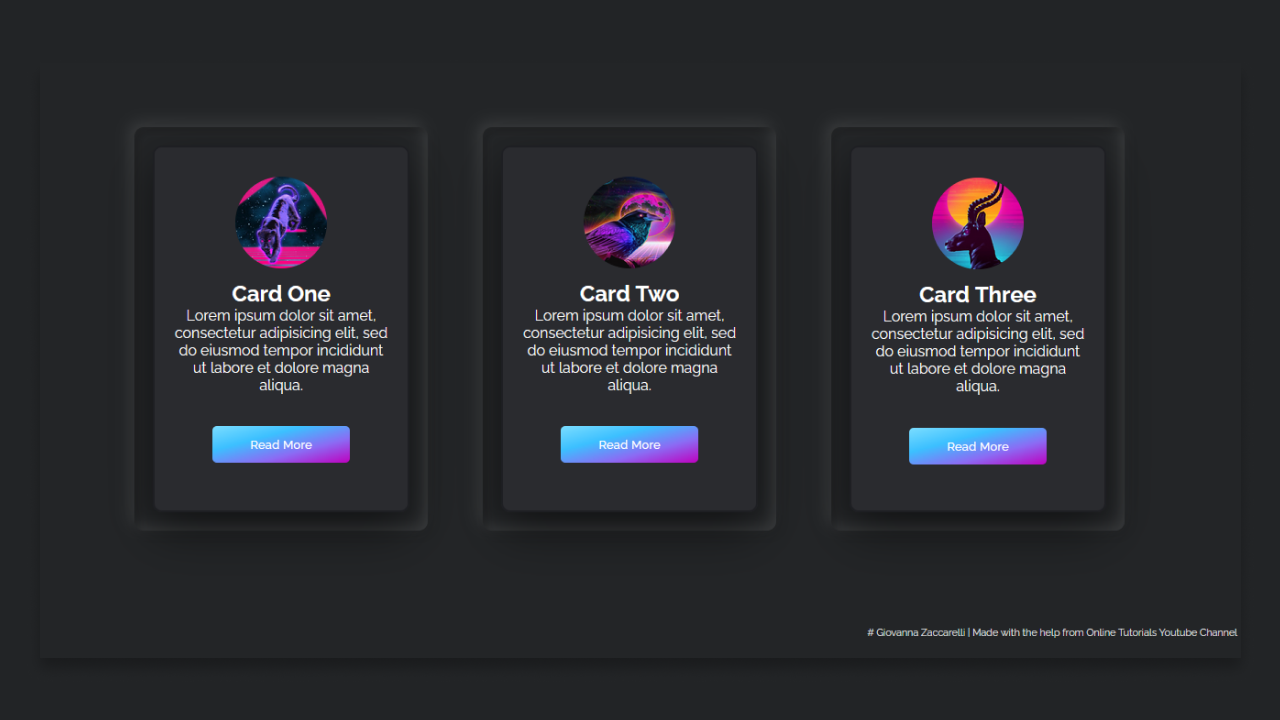 Card One
Lorem ipsum dolor sit amet,
consectetur adipisicing elit, sed
do eiusmod tempor incididunt
ut labore et dolore magna
aliqua.
Read More
Card Two
Lorem ipsum dolor sit amet,
consectetur adipisicing elit, sed
do eiusmod tempor incididunt
ut labore et dolore magna
aliqua.
Read More
Card Three
Lorem ipsum dolor sit amet,
consectetur adipisicing elit, sed
do eiusmod tempor incididunt
ut labore et dolore magna
aliqua.
Read More
# Giovanna Zaccarelli | Made with the help from Online Tutorials Youtube Channel